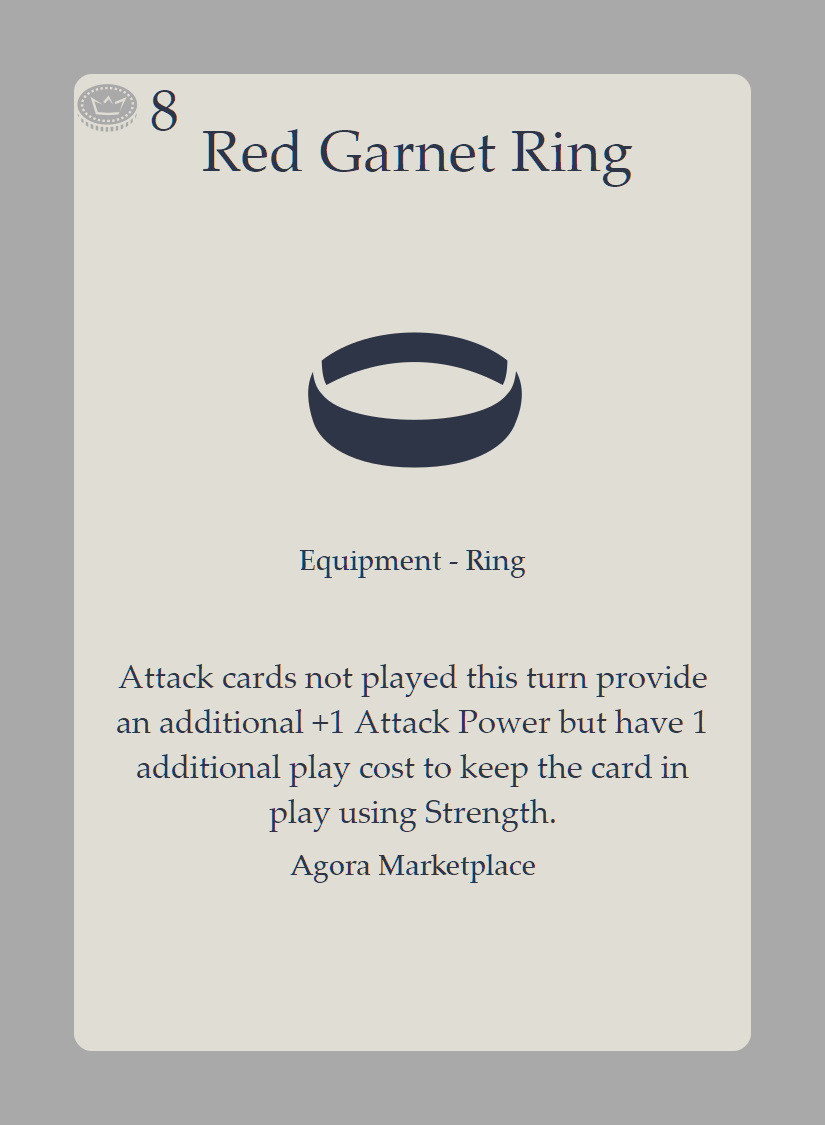 8
Red Garnet Ring
Equipment - Ring
Attack cards not played this turn provide
an additional +1 Attack Power but have 1
additional play cost to keep the card in
play using Strength.
Agora Marketplace